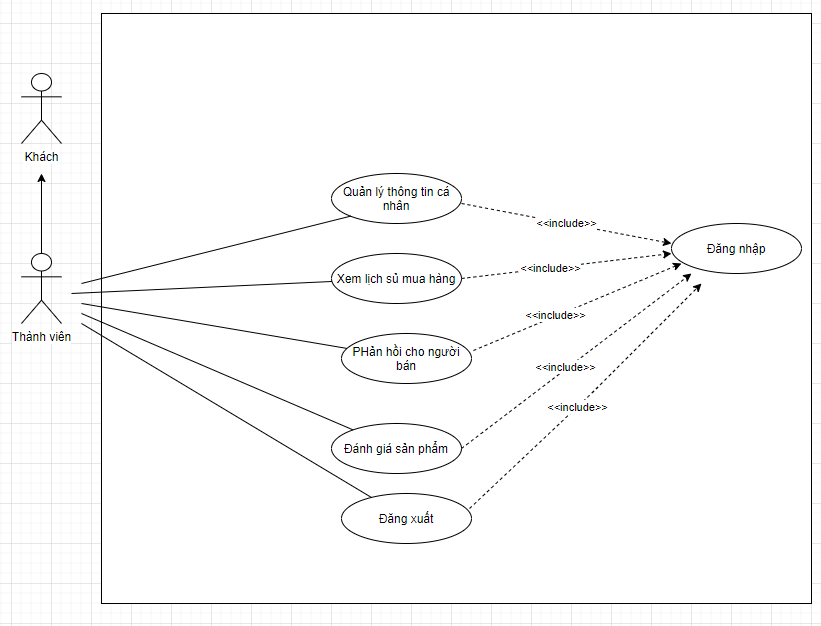 Khách
Thành viên
Quản lý thông tin cá
nhân
Xem lịch sủ mua hàng
PHản hồi cho người
bán
Đánh giá sản phẩm
Đăng xuất
<<include>>
<<include>>
<<include>>
<<include>>
<<include>>
Đăng nhập